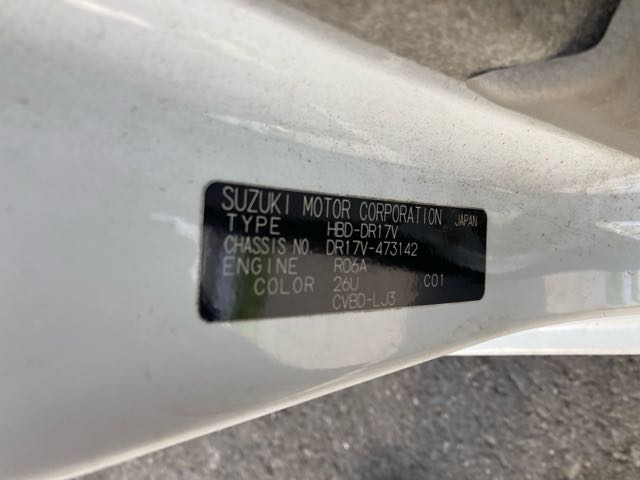 SUZUKI MOTOR CORPORATION JAPAN
TYPE HBD-DR17V
CHASSIS NO. DR17V-473142
ENGINE R06A
COLOR 26U C01
CVBD-LJ3